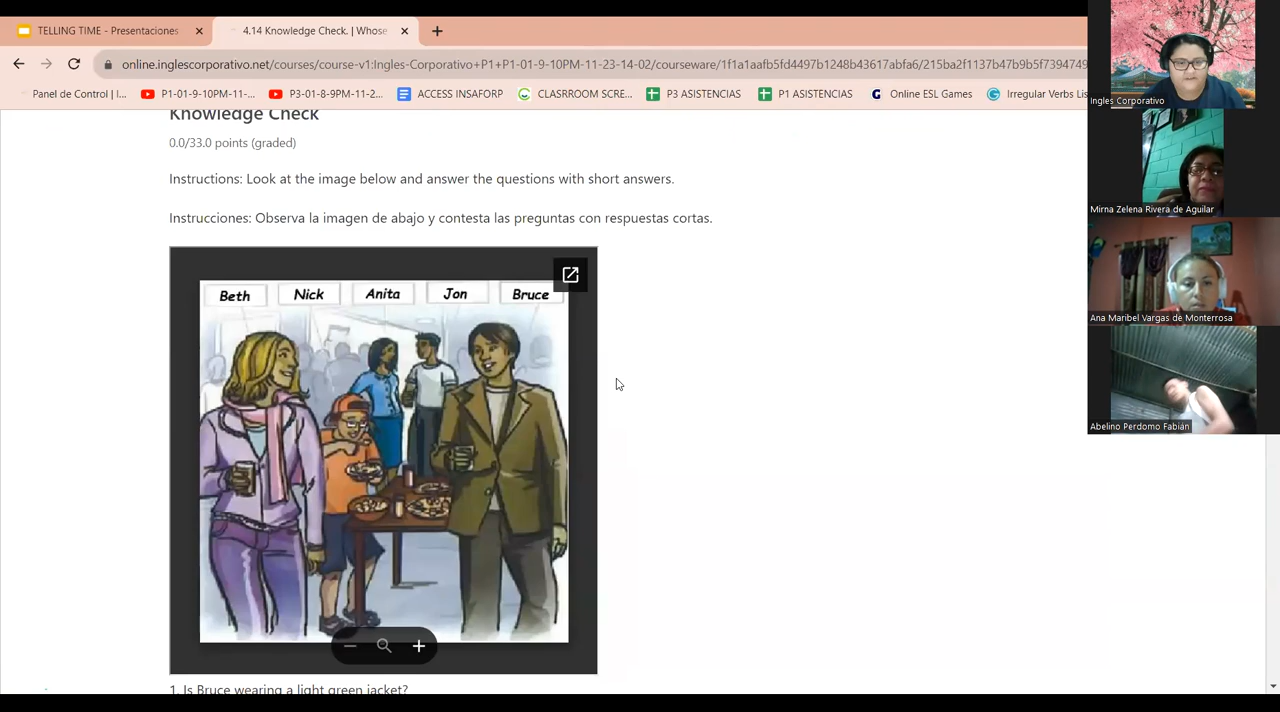 TELLING TIME - Presentaciones
4.14 Knowledge Check. | Whose
online.inglescorporativo.net/courses/course-v1:Ingles-Corporativo+P1+P1-01-9-10PM-11-23-14-02/courseware/1f1a1aafb5fd4497b1248b43617abfa6/215ba2f1137b47b9b5f7394749
Panel de Control | I...
P1-01-9-10PM-11-...
P3-01-8-9PM-11-2...
ACCESS INSAFORP
CLASRROOM SCRE...
P3 ASISTENCIAS
P1 ASISTENCIAS
Online ESL Games
Irregular Verbs Lis
Knowledge Check
0.0/33.0 points (graded)
Instructions: Look at the image below and answer the questions with short answers.
Instrucciones: Observa la imagen de abajo y contesta las preguntas con respuestas cortas.
Beth
Nick
Anita
Jon
Bruce
1. Is Bruce wearing a light green jacket?
Ingles Corporativo
Mirna Zelena Rivera de Aguilar
Ana Maribel Vargas de Monterrosa
Abelino Perdomo Fabián